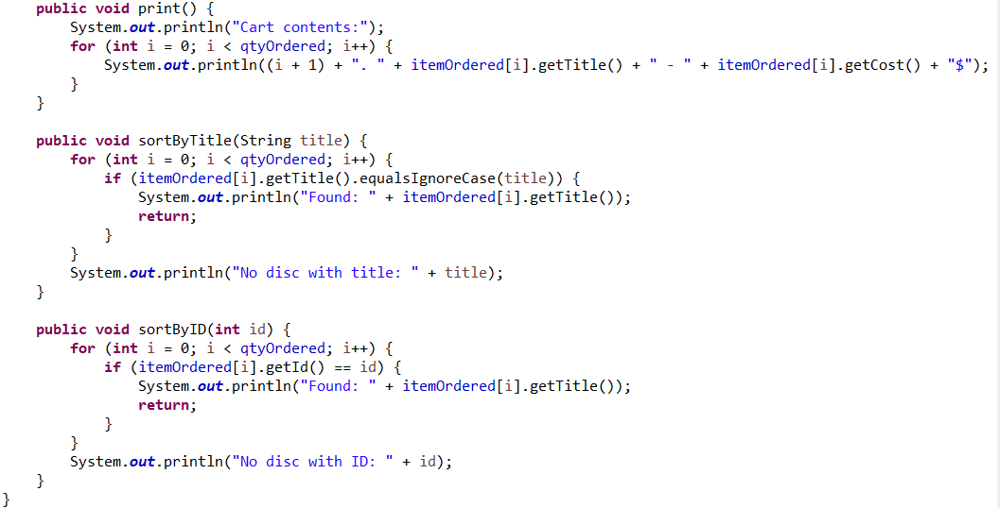 public void print() {
        System.out.println("Cart contents:");
        for (int i = 0; i < qtyOrdered; i++) {
            System.out.println((i + 1) + ". " + itemOrdered[i].getTitle() + " - " + itemOrdered[i].getCost() + "$");
        }
    }

    public void sortByTitle(String title) {
        for (int i = 0; i < qtyOrdered; i++) {
            if (itemOrdered[i].getTitle().equalsIgnoreCase(title)) {
                System.out.println("Found: " + itemOrdered[i].getTitle());
                return;
            }
        }
        System.out.println("No disc with title: " + title);
    }

    public void sortByID(int id) {
        for (int i = 0; i < qtyOrdered; i++) {
            if (itemOrdered[i].getId() == id) {
                System.out.println("Found: " + itemOrdered[i].getTitle());
                return;
            }
        }
        System.out.println("No disc with ID: " + id);
    }
}